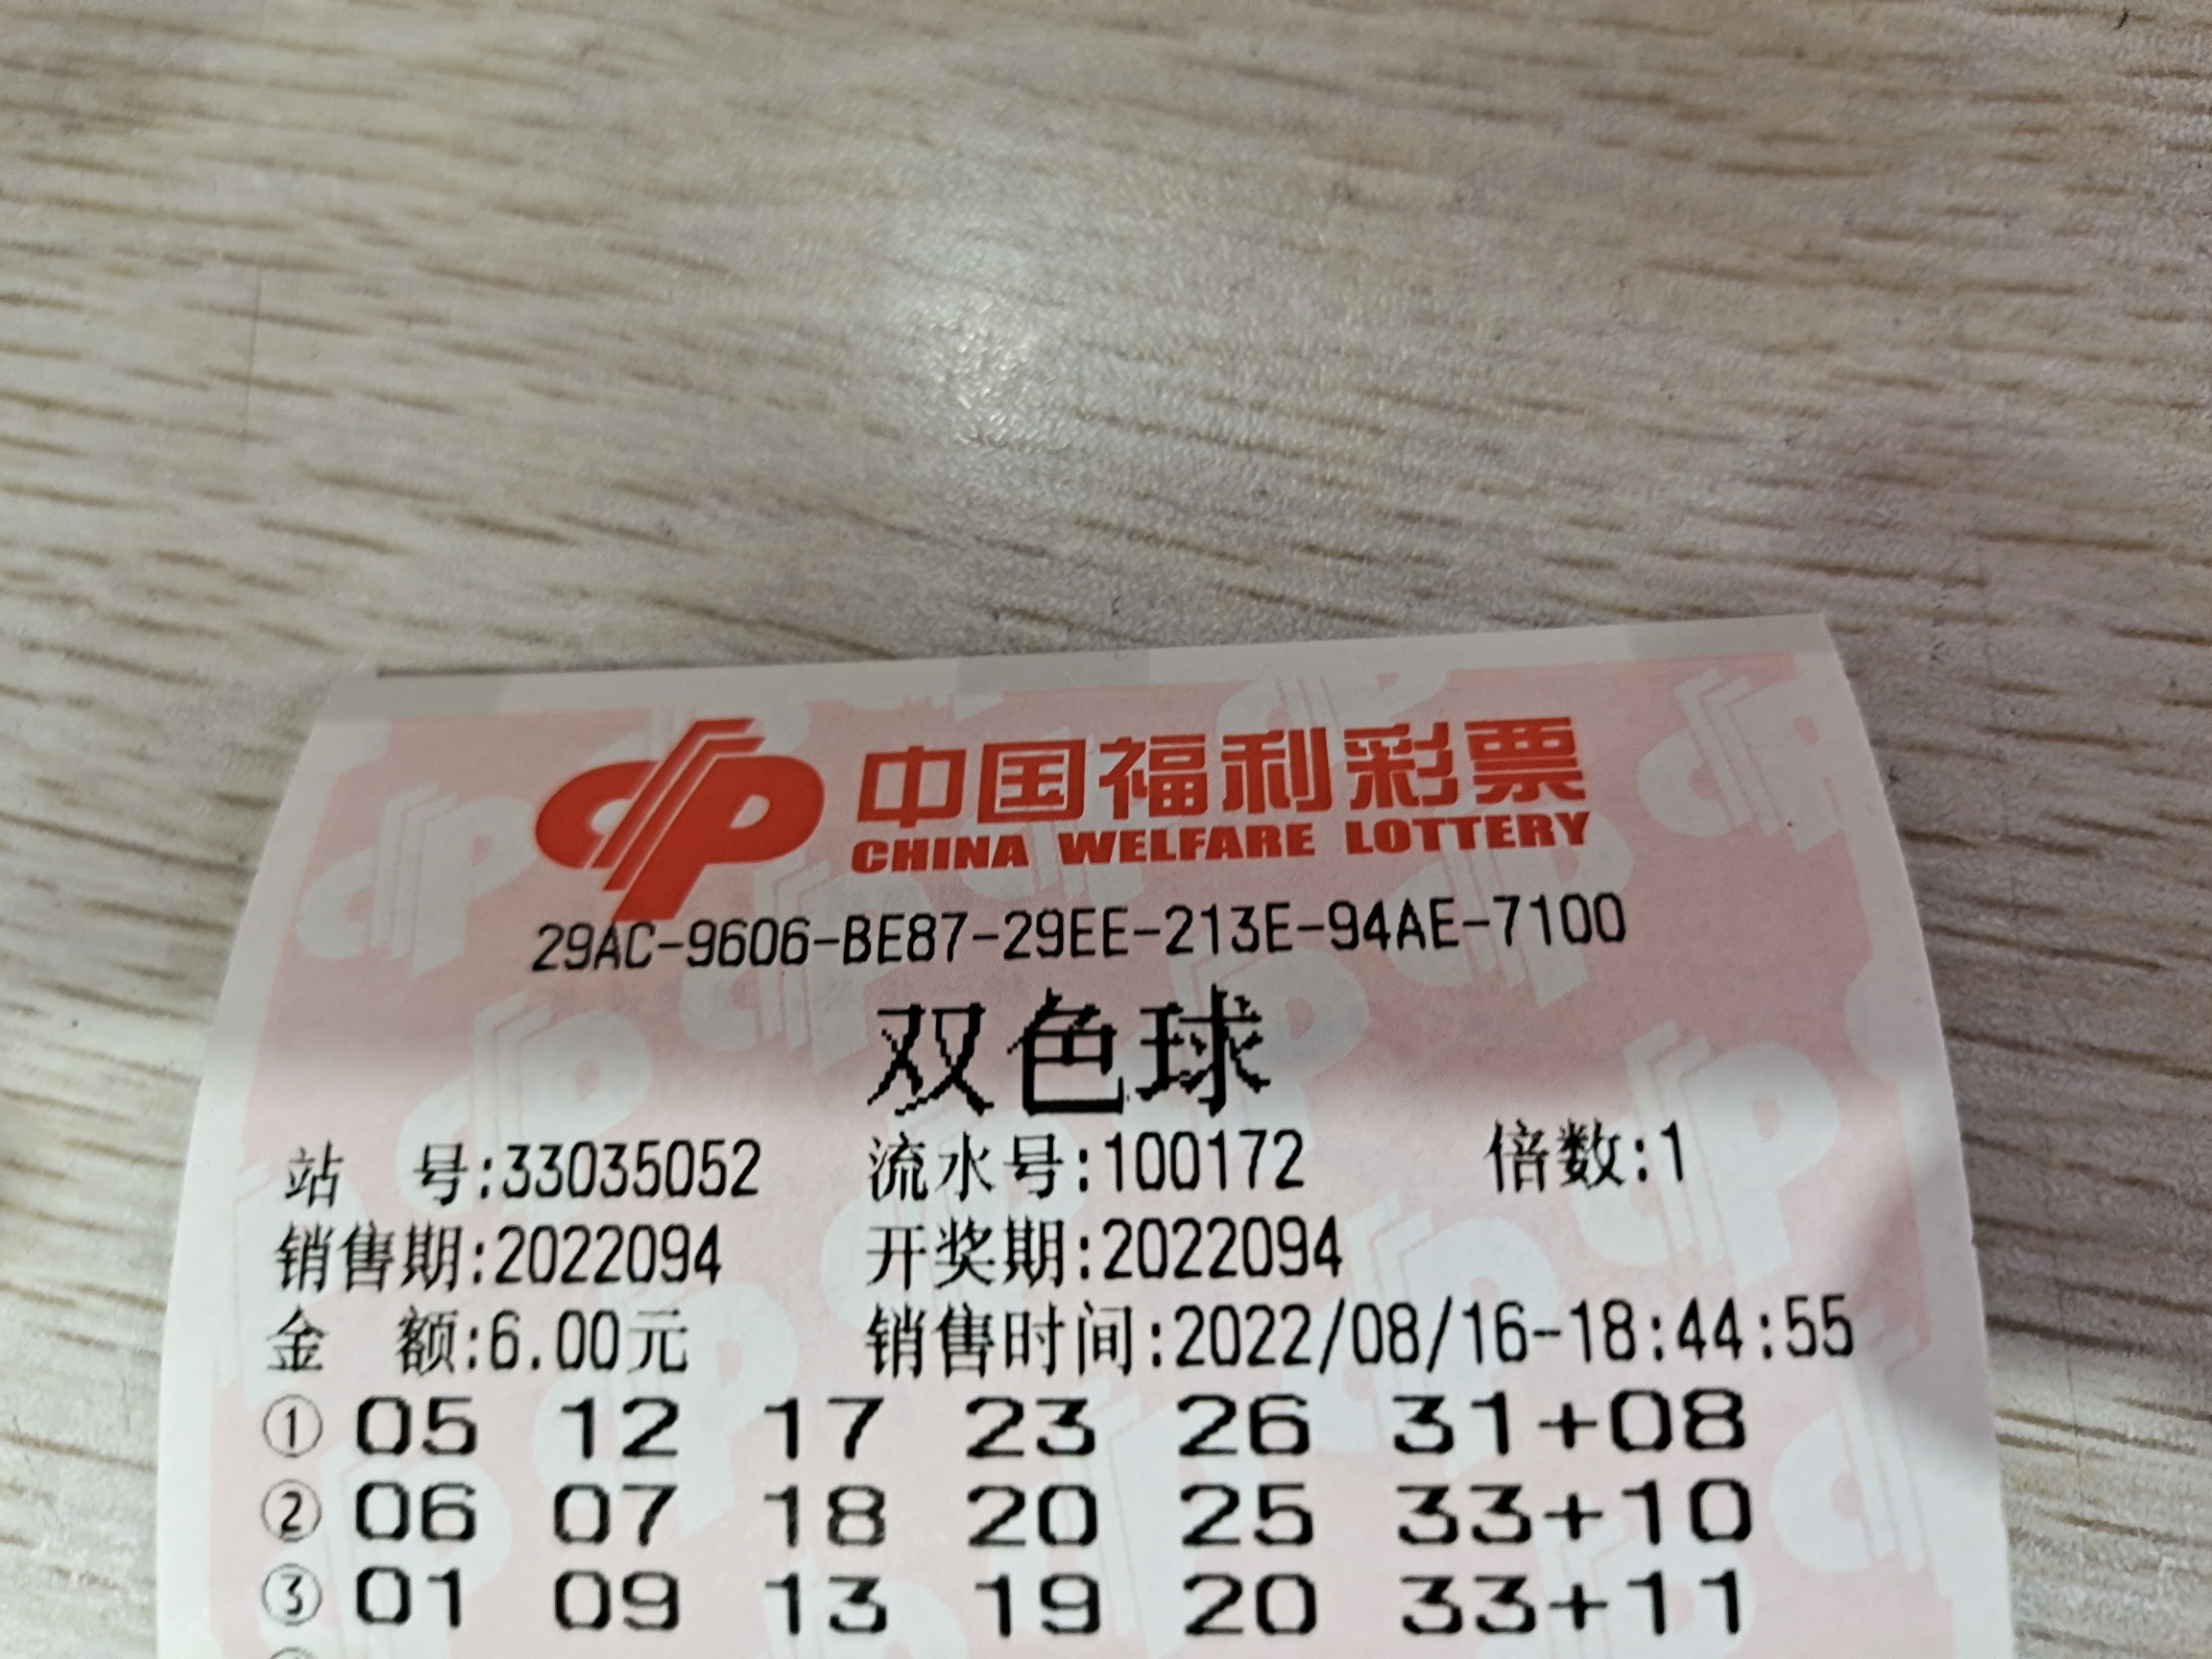 中国福利彩票
CHINA WELFARE LOTTERY
29AC-9606-BE87-29EE-213E-94AE-7100
双色球
站 号:33035052 流水号:100172 倍数:1
销售期:2022094 开奖期:2022094
金 额:6.00元 销售时间:2022/08/16-18:44:55
① 05 12 17 23 26 31+08
② 06 07 18 20 25 33+10
③ 01 09 13 19 20 33+11